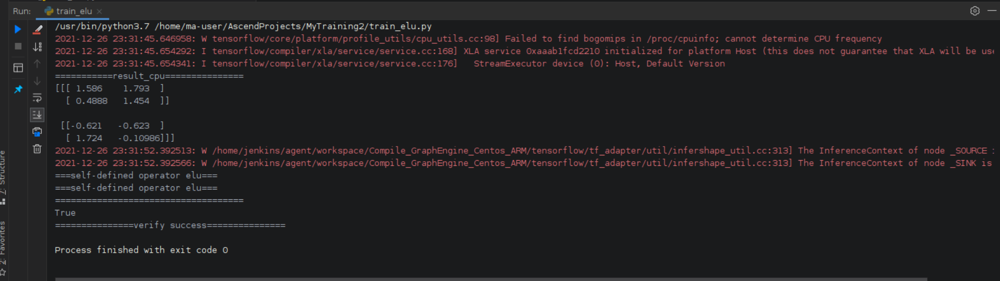 Run: train_elu
/usr/bin/python3.7 /home/ma-user/AscendProjects/MyTraining2/train_elu.py
2021-12-26 23:31:45.646958: W tensorflow/core/platform/profile_utils/cpu_utils.cc:98] Failed to find bogomips in /proc/cpuinfo; cannot determine CPU frequency
2021-12-26 23:31:45.654292: I tensorflow/compiler/xla/service/service.cc:168] XLA service 0xaaab1fcd2210 initialized for platform Host (this does not guarantee that XLA will be use
2021-12-26 23:31:45.654341: I tensorflow/compiler/xla/service/service.cc:176]   StreamExecutor device (0): Host, Default Version
===========result_cpu===============
[[[ 1.586    1.793  ]
  [ 0.4888   1.454  ]]
 [[-0.621   -0.623  ]
  [ 1.724   -0.10986]]]
2021-12-26 23:31:52.392513: W /home/jenkins/agent/workspace/Compile_GraphEngine_Centos_ARM/tensorflow/tf_adapter/util/infershape_util.cc:313] The InferenceContext of node _SOURCE
2021-12-26 23:31:52.392566: W /home/jenkins/agent/workspace/Compile_GraphEngine_Centos_ARM/tensorflow/tf_adapter/util/infershape_util.cc:313] The InferenceContext of node _SINK is
===self-defined operator elu===
===self-defined operator elu===
====================================
True
===============verify success===============
Process finished with exit code 0
7: Structure
2: Favorites